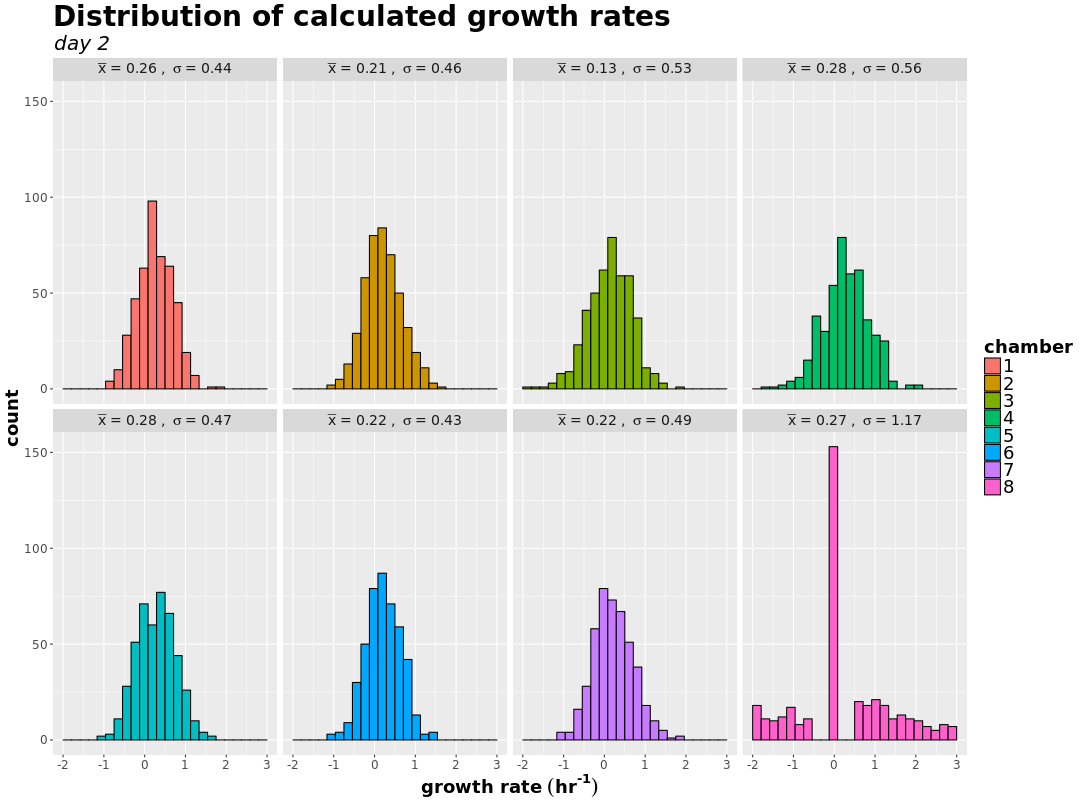 Distribution of calculated growth rates
day 2
x̅ = 0.26 , σ = 0.44
x̅ = 0.21 , σ = 0.46
x̅ = 0.13 , σ = 0.53
x̅ = 0.28 , σ = 0.56
150
100
50
0
x̅ = 0.28 , σ = 0.47
x̅ = 0.22 , σ = 0.43
x̅ = 0.22 , σ = 0.49
x̅ = 0.27 , σ = 1.17
150
100
50
0
-2 -1 0 1 2 3
-2 -1 0 1 2 3
-2 -1 0 1 2 3
-2 -1 0 1 2 3
count
growth rate (hr⁻¹)
chamber
1
2
3
4
5
6
7
8